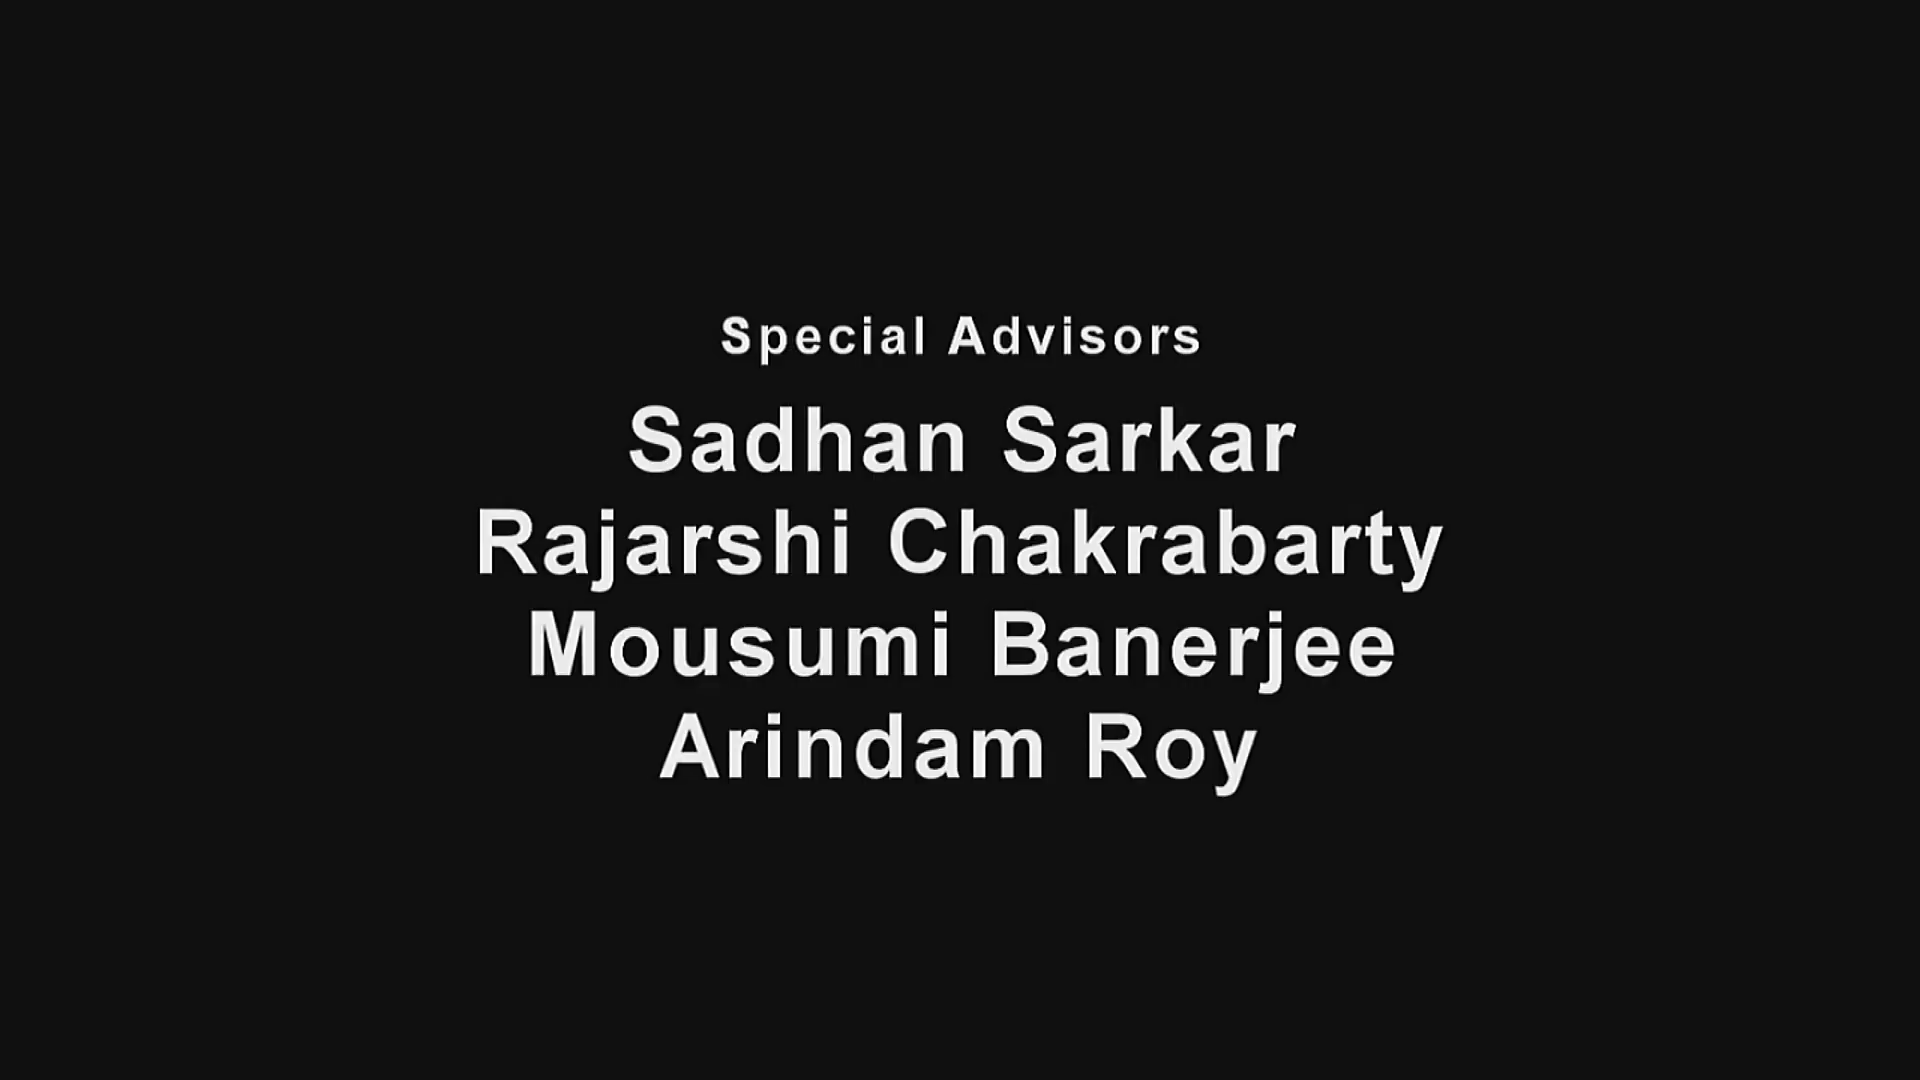 Special Advisors
Sadhan Sarkar
Rajarshi Chakrabarty
Mousumi Banerjee
Arindam Roy